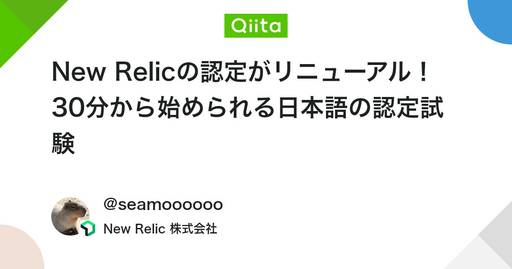 Qiita
New Relicの認定がリニューアル！
30分から始められる日本語の認定試
験
@seamoooooo
New Relic 株式会社